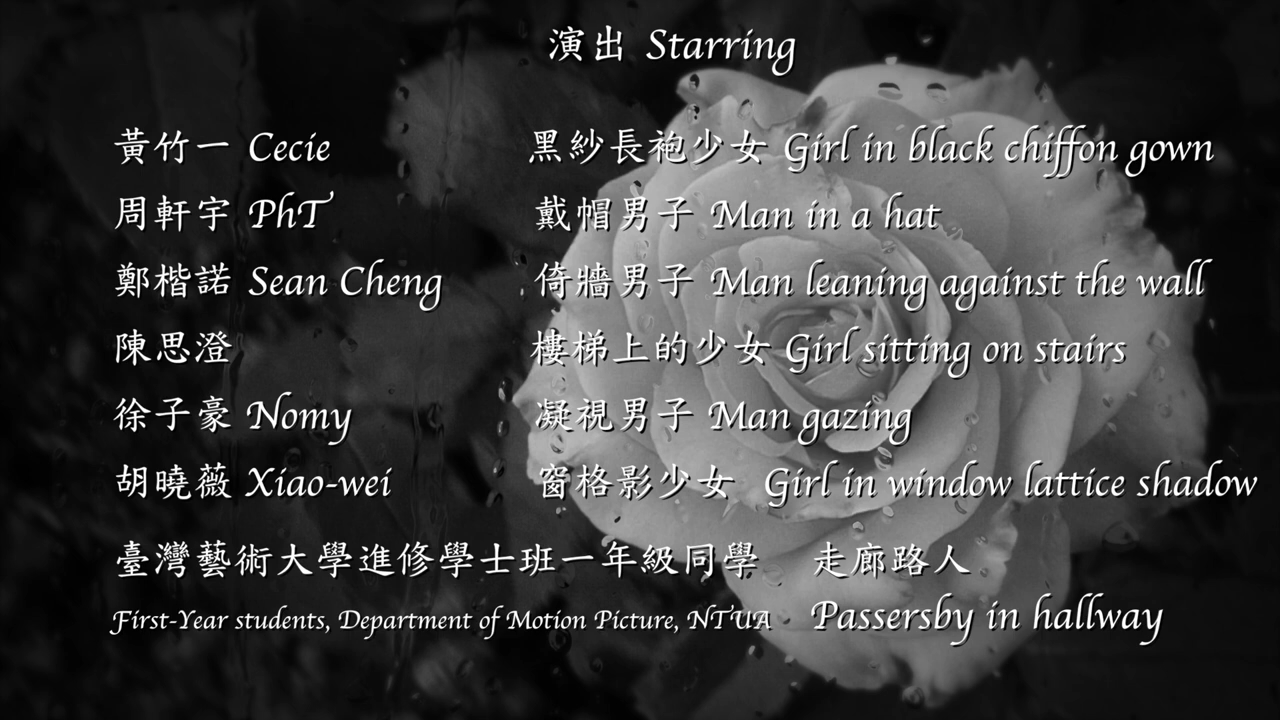 演出 Starring
黃竹一 Cecie 黑紗長袍少女 Girl in black chiffon gown
周軒宇 PhT 戴帽男子 Man in a hat
鄭楷諾 Sean Cheng 倚牆男子 Man leaning against the wall
陳思澄 樓梯上的少女 Girl sitting on stairs
徐子豪 Nomy 凝視男子 Man gazing
胡曉薇 Xiao-wei 窗格影少女 Girl in window lattice shadow
臺灣藝術大學進修學士班一年級同學 走廊路人
First-Year students, Department of Motion Picture, NTUA Passersby in hallway